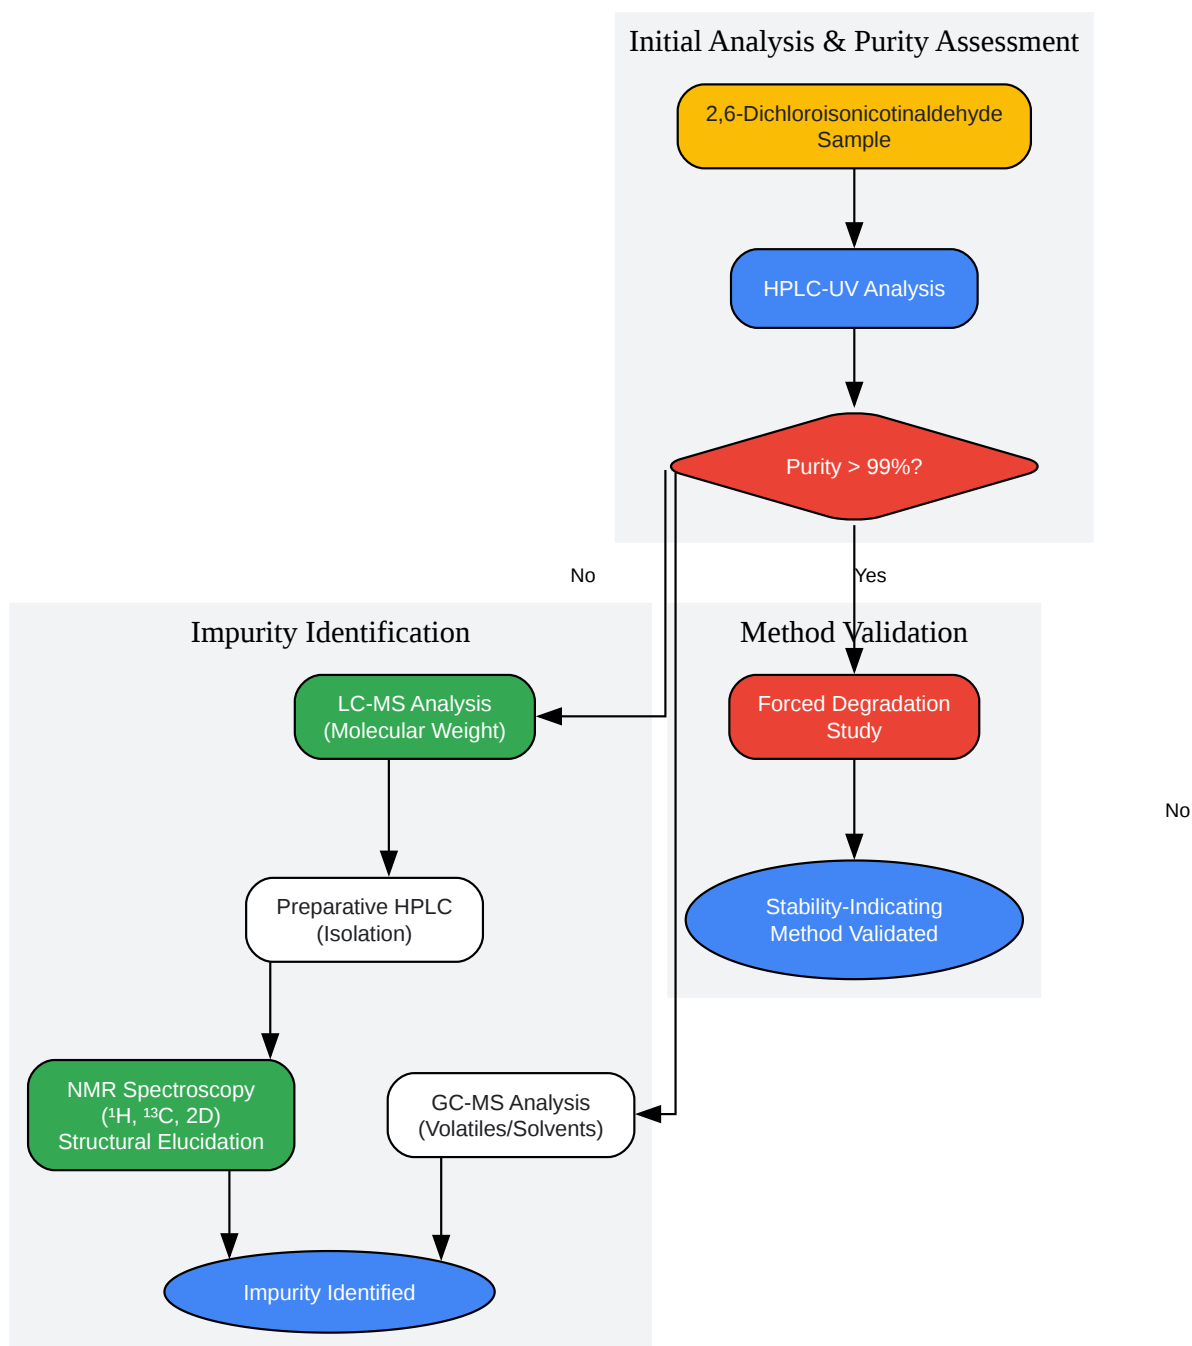 Initial Analysis & Purity Assessment
2,6-Dichloroisonicotinaldehyde
Sample
HPLC-UV Analysis
Purity > 99%?
No
Yes
Impurity Identification
Method Validation
LC-MS Analysis
(Molecular Weight)
Forced Degradation
Study
No
Preparative HPLC
(Isolation)
Stability-Indicating
Method Validated
NMR Spectroscopy
(¹H, ¹³C, 2D)
Structural Elucidation
GC-MS Analysis
(Volatiles/Solvents)
Impurity Identified